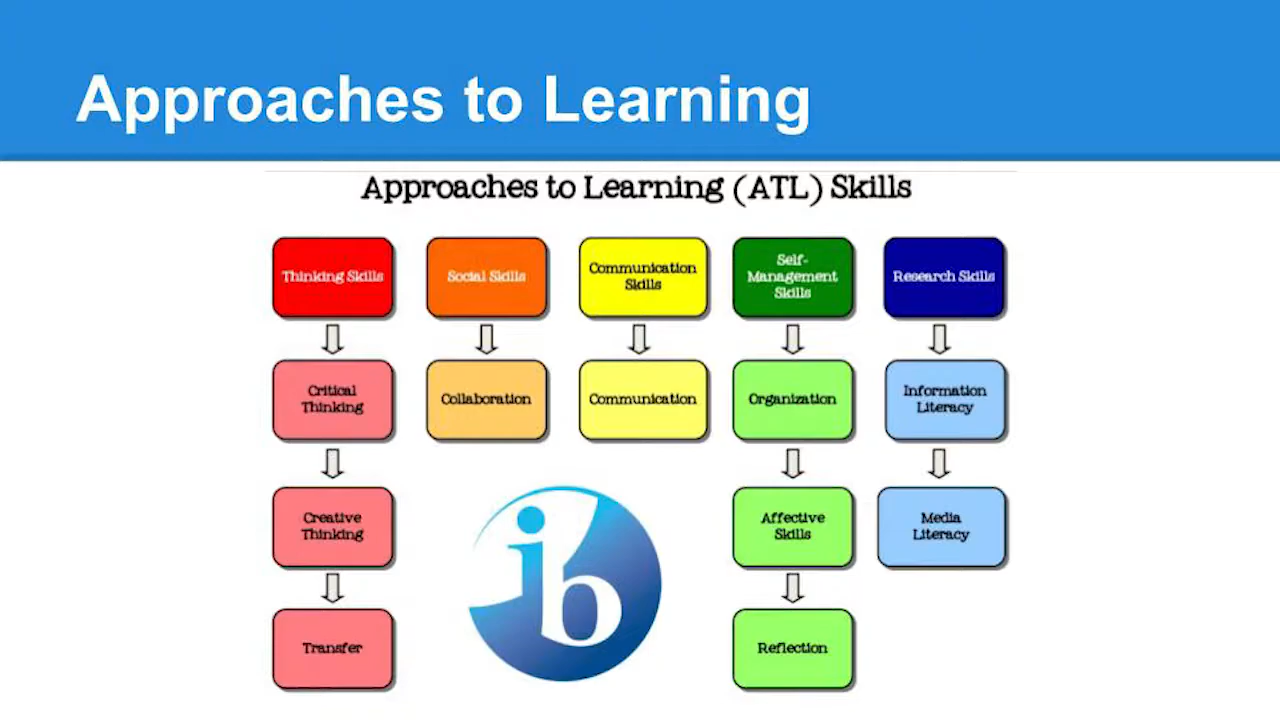 Approaches to Learning
Approaches to Learning (ATL) Skills
Thinking Skills
Social Skills
Communication
Skills
Self-
Management
Skills
Research Skills
Critical
Thinking
Collaboration
Communication
Organization
Information
Literacy
Creative
Thinking
Affective
Skills
Media
Literacy
Transfer
Reflection
ib